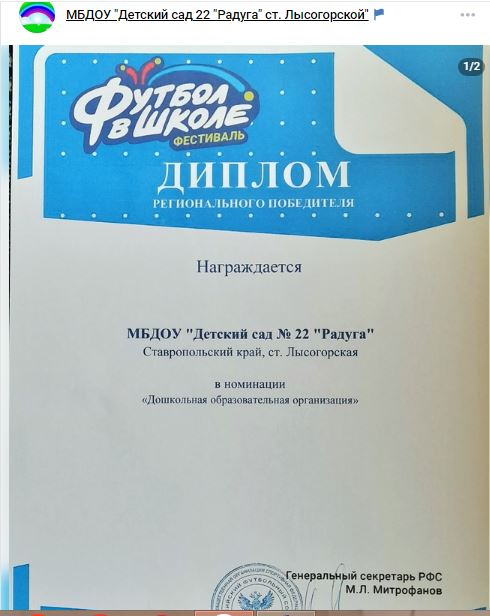 МБДОУ "Детский сад 22 "Радуга" ст. Лысогорской"
1/2
ФУТБОЛ
В ШКОЛЕ
ФЕСТИВАЛЬ
ДИПЛОМ
РЕГИОНАЛЬНОГО ПОБЕДИТЕЛЯ
Награждается
МБДОУ "Детский сад № 22 "Радуга"
Ставропольский край, ст. Лысогорская
в номинации
«Дошкольная образовательная организация»
Генеральный секретарь РФС
М.Л. Митрофанов